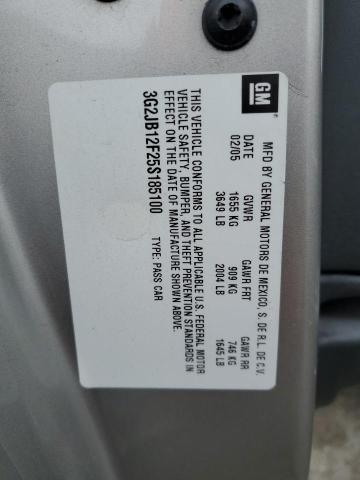 GM
MFD BY GENERAL MOTORS DE MEXICO, S. DE R.L. DE C.V.
DATE GVWR GAWR FRT GAWR RR
02/05 1655 KG 909 KG 746 KG
3649 LB 2004 LB 1645 LB
THIS VEHICLE CONFORMS TO ALL APPLICABLE U.S. FEDERAL MOTOR
VEHICLE SAFETY, BUMPER, AND THEFT PREVENTION STANDARDS IN
EFFECT ON THE DATE OF MANUFACTURE SHOWN ABOVE.
3G2JB12F25S185100 TYPE: PASS CAR